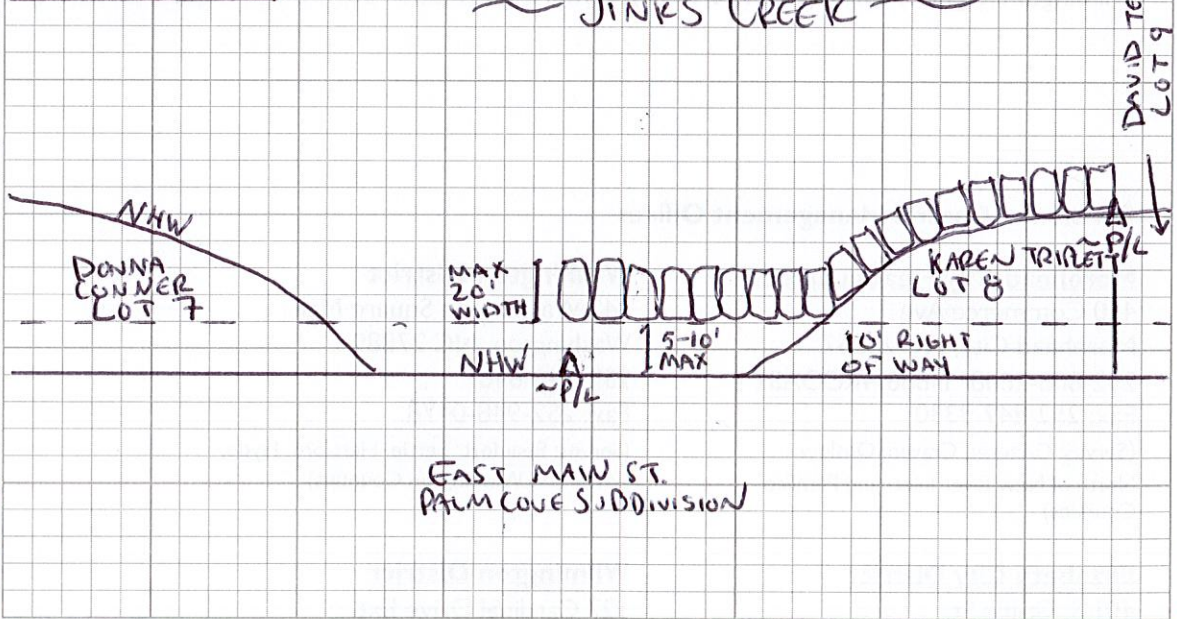 JINKS CREEK
DAVID
LOT 9
NHW
DONNA
CONNER
LOT 7
MAX
20'
WIDTH
KAREN TRIPLETT
LOT 8
~P/L
5-10'
MAX
10' RIGHT
OF WAY
NHW
~P/L
EAST MAIN ST.
PALM COVE SUBDIVISION